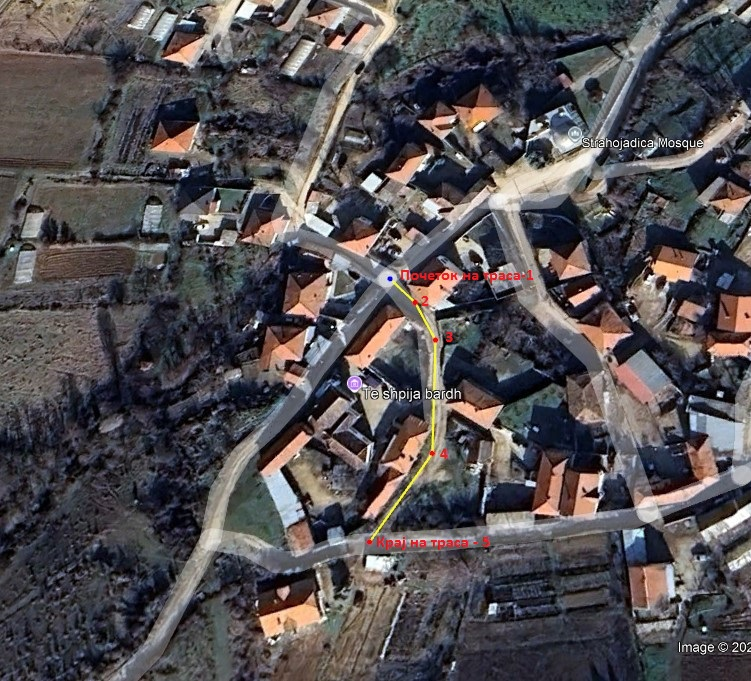 Strahojadica Mosque
Почеток на траса 1
2
3
Te shpija bardh
4
Крај на траса - 5
Image © 202